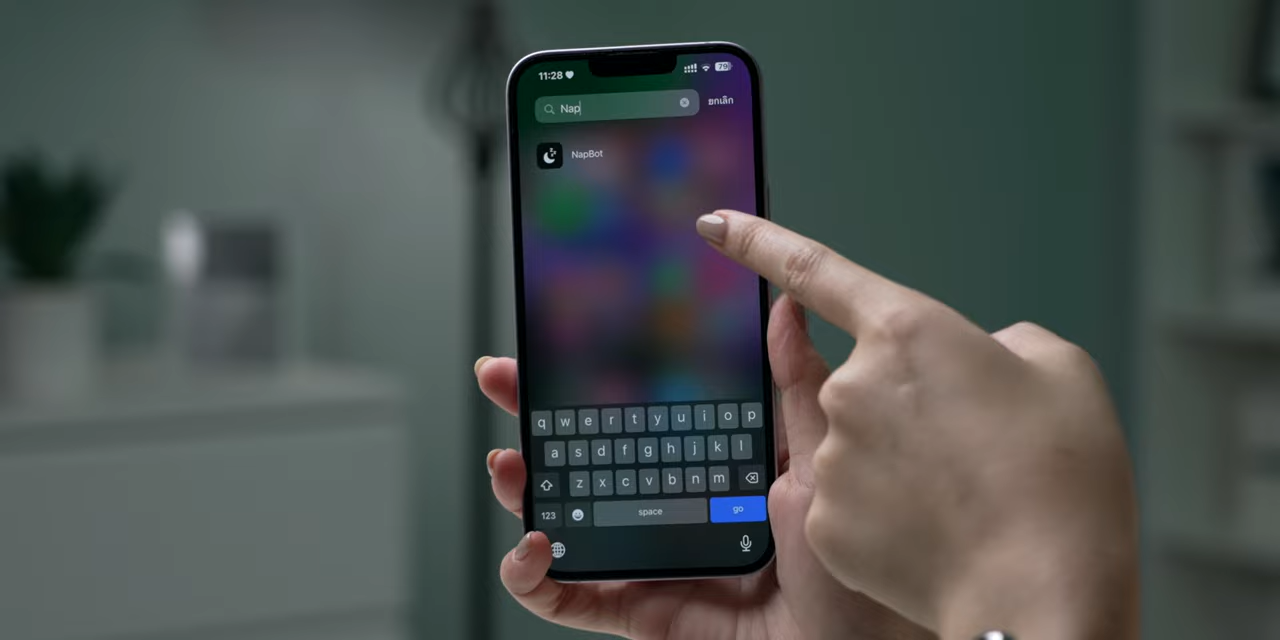 11:28
79
Nap
ยกเลิก
NapBot
q w e r t y u i o p
a s d f g h j k l
z x c v b n m
123 space go